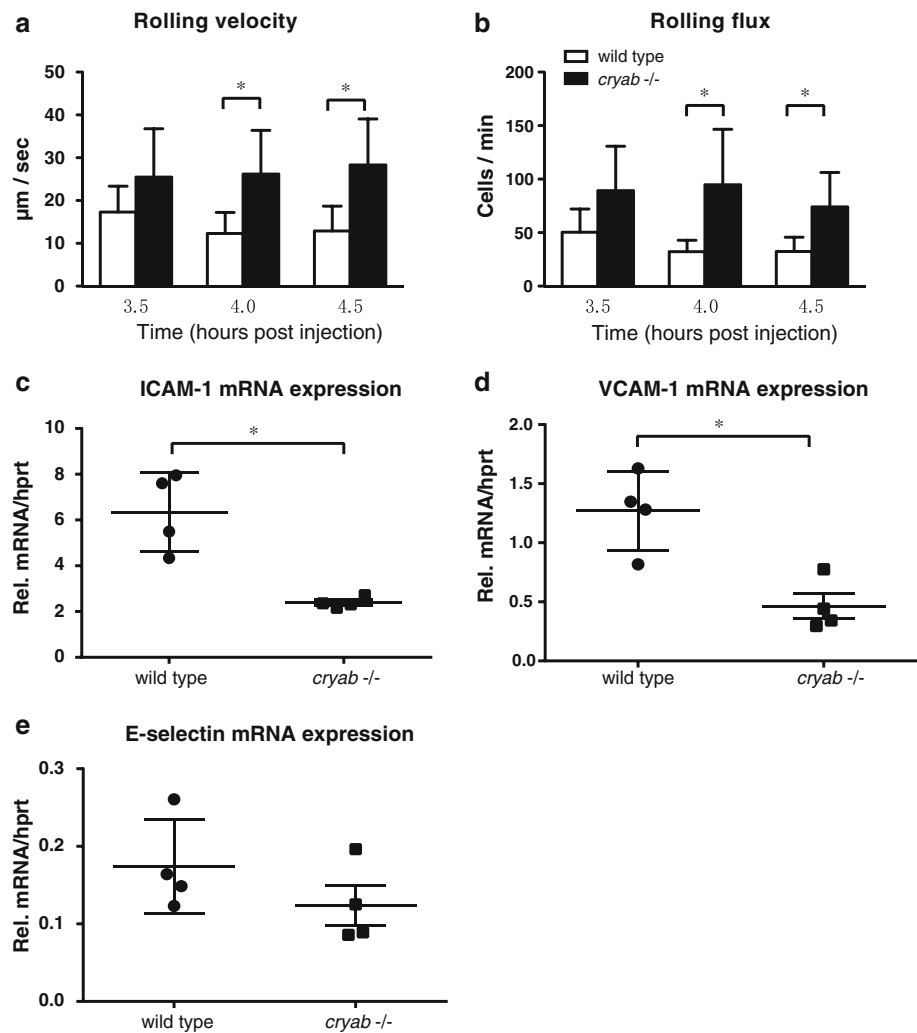 a
Rolling velocity
50
40
30
20
10
0
µm / sec
*
*
3.5
4.0
4.5
Time (hours post injection)
b
Rolling flux
wild type
cryab -/-
200
150
100
50
0
Cells / min
*
*
3.5
4.0
4.5
Time (hours post injection)
c
ICAM-1 mRNA expression
10
8
6
4
2
0
Rel. mRNA/hprt
*
wild type
cryab -/-
d
VCAM-1 mRNA expression
2.0
1.5
1.0
0.5
0.0
Rel. mRNA/hprt
*
wild type
cryab -/-
e
E-selectin mRNA expression
0.3
0.2
0.1
0.0
Rel. mRNA/hprt
wild type
cryab -/-